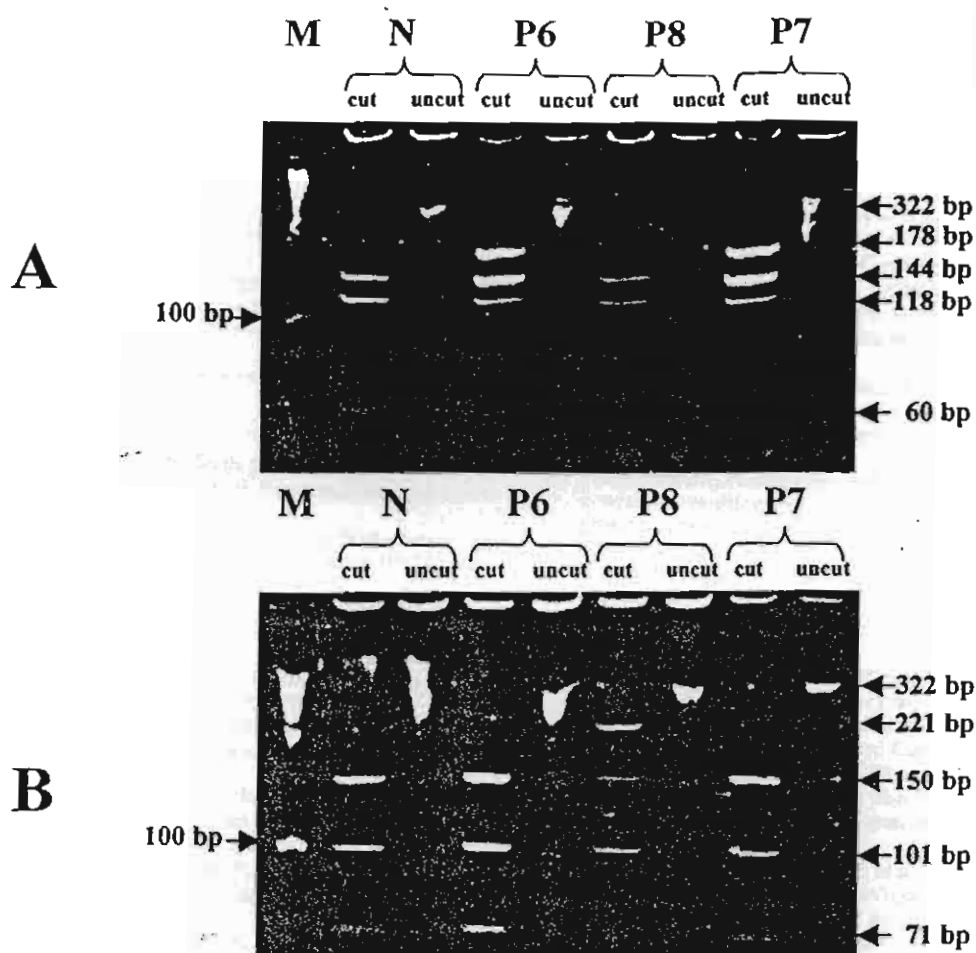 M N P6 P8 P7
cut uncut cut uncut cut uncut cut uncut
A
322 bp
178 bp
144 bp
118 bp
100 bp
60 bp
M N P6 P8 P7
cut uncut cut uncut cut uncut cut uncut
B
322 bp
221 bp
150 bp
100 bp
101 bp
71 bp